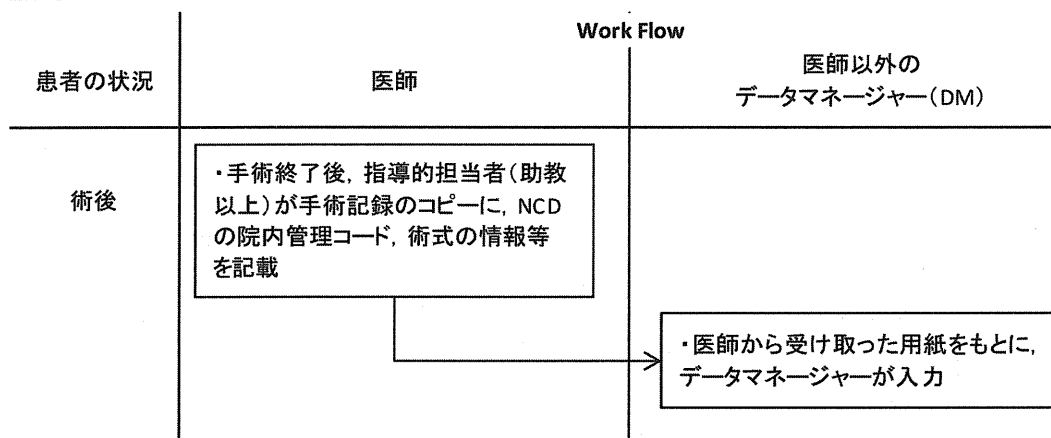 Work Flow
患者の状況
医師
医師以外の
データマネージャー(DM)
術後
・手術終了後，指導的担当者(助教
以上)が手術記録のコピーに，NCD
の院内管理コード，術式の情報等
を記載
・医師から受け取った用紙をもとに，
データマネージャーが入力